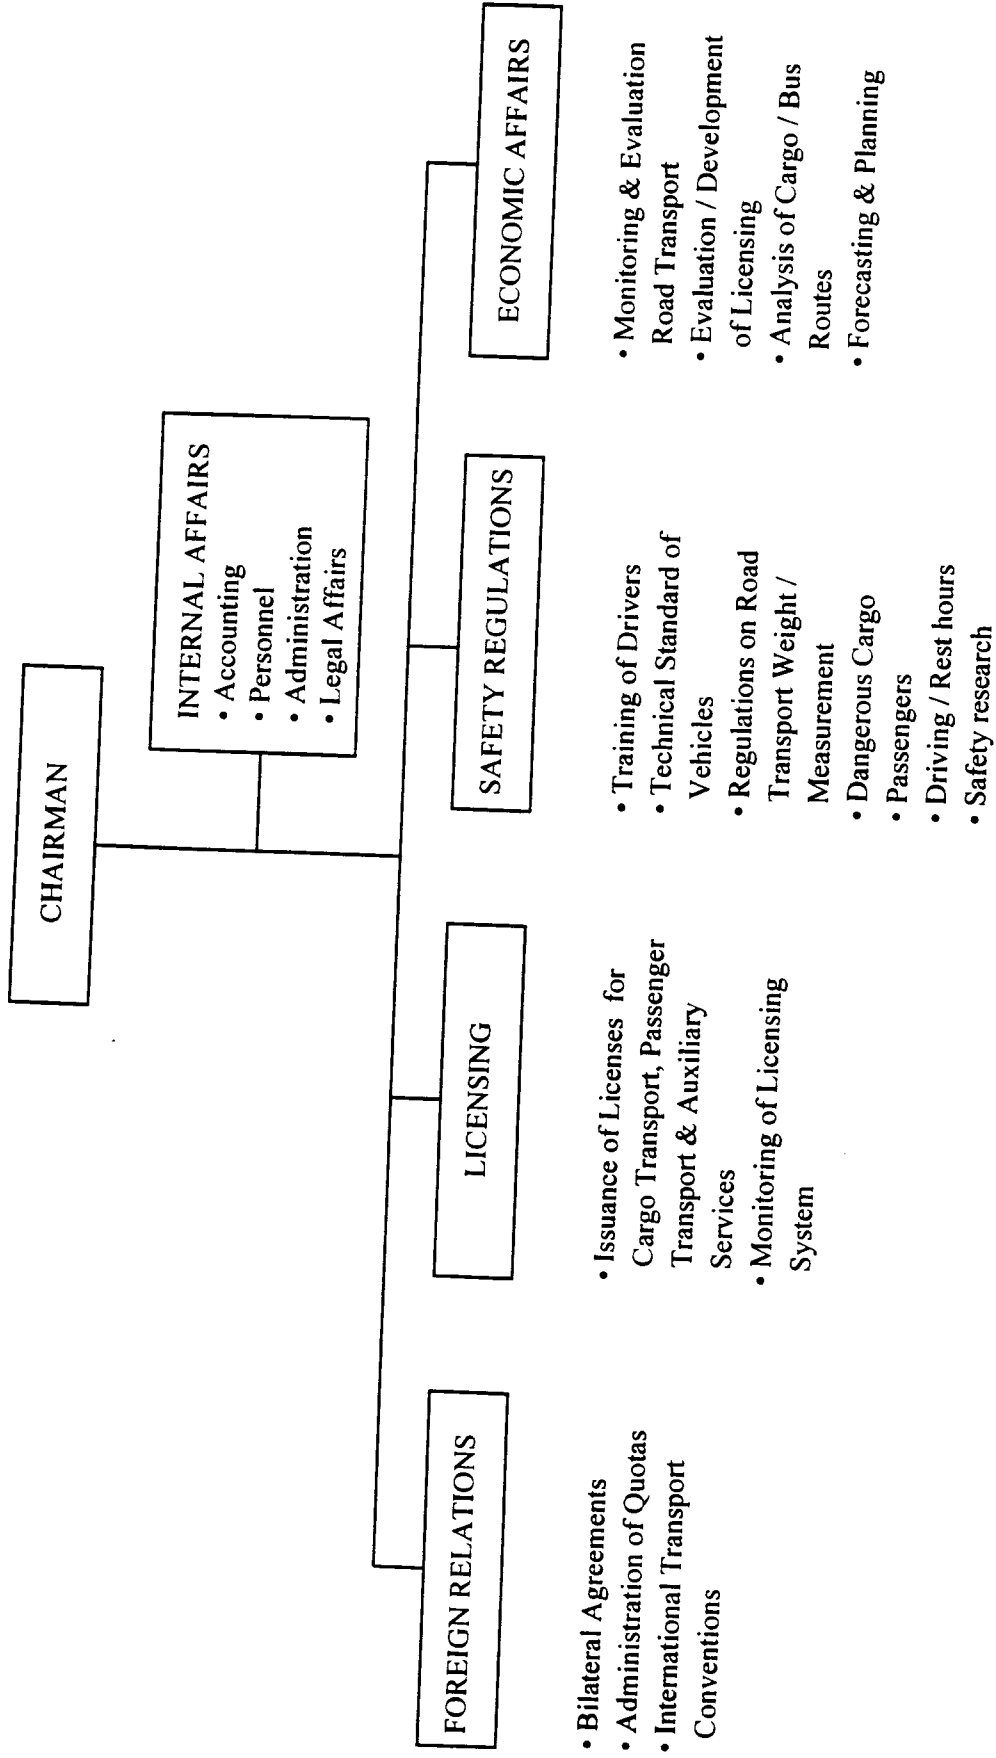 CHAIRMAN
INTERNAL AFFAIRS
• Accounting
• Personnel
• Administration
• Legal Affairs
FOREIGN RELATIONS
• Bilateral Agreements
• Administration of Quotas
• International Transport
Conventions
LICENSING
• Issuance of Licenses for
Cargo Transport, Passenger
Transport & Auxiliary
Services
• Monitoring of Licensing
System
SAFETY REGULATIONS
• Training of Drivers
• Technical Standard of
Vehicles
• Regulations on Road
Transport Weight /
Measurement
• Dangerous Cargo
• Passengers
• Driving / Rest hours
• Safety research
ECONOMIC AFFAIRS
• Monitoring & Evaluation
Road Transport
• Evaluation / Development
of Licensing
• Analysis of Cargo / Bus
Routes
• Forecasting & Planning